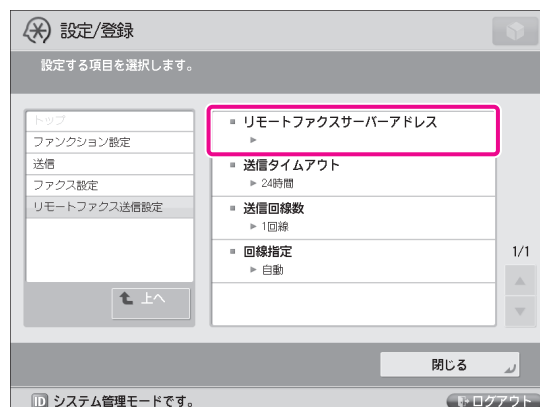 設定/登録
設定する項目を選択します。
トップ
ファンクション設定
送信
ファクス設定
リモートファクス送信設定
上へ
リモートファクスサーバーアドレス
送信タイムアウト
24時間
送信回線数
1回線
回線指定
自動
1/1
閉じる
ID システム管理モードです。
ログアウト